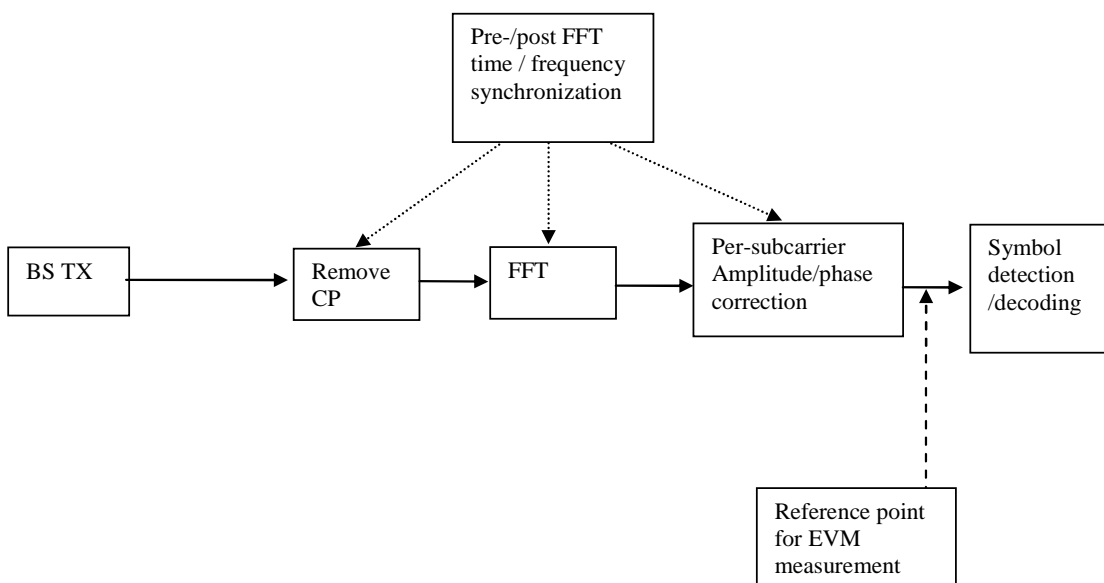 Pre-/post FFT
time / frequency
synchronization
BS TX
Remove
CP
FFT
Per-subcarrier
Amplitude/phase
correction
Symbol
detection
/decoding
Reference point
for EVM
measurement